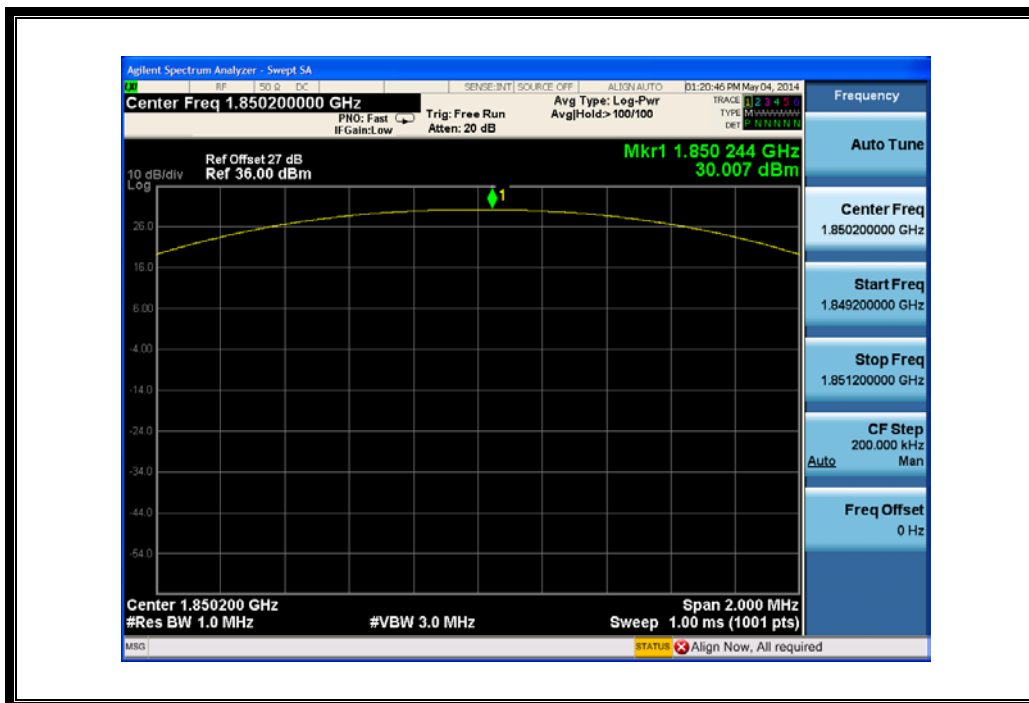 Agilent Spectrum Analyzer - Swept SA
RF 50 Ω DC SENSE:INT SOURCE OFF ALIGN AUTO 01:20:46 PM May 04, 2014
Center Freq 1.850200000 GHz
PNO: Fast
IFGain:Low
Trig: Free Run
Atten: 20 dB
Avg Type: Log-Pwr
Avg|Hold:> 100/100
TRACE 1 2 3 4 5 6
TYPE M
DET P N N N N N
Ref Offset 27 dB
10 dB/div Ref 36.00 dBm
Log
Mkr1 1.850 244 GHz
30.007 dBm
1
26.0
16.0
6.00
-4.00
-14.0
-24.0
-34.0
-44.0
-54.0
Center 1.850200 GHz Span 2.000 MHz
#Res BW 1.0 MHz #VBW 3.0 MHz Sweep 1.00 ms (1001 pts)
MSG STATUS Align Now, All required
Frequency
Auto Tune
Center Freq
1.850200000 GHz
Start Freq
1.849200000 GHz
Stop Freq
1.851200000 GHz
CF Step
200.000 kHz
Auto Man
Freq Offset
0 Hz